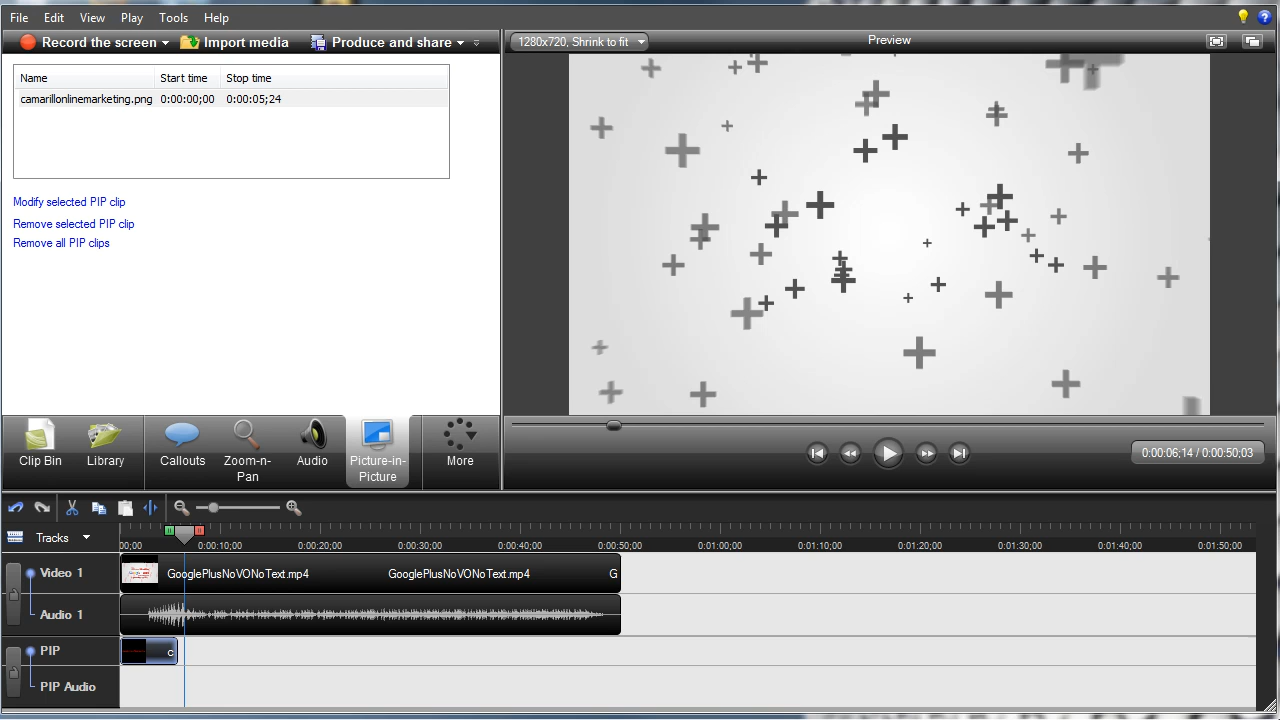 File Edit View Play Tools Help
Record the screen Import media Produce and share
1280x720, Shrink to fit Preview
Name Start time Stop time
camarillonlinemarketing.png 0:00:00;00 0:00:05;24
Modify selected PIP clip
Remove selected PIP clip
Remove all PIP clips
Clip Bin Library Callouts Zoom-n-Pan Audio Picture-in-Picture More
0:00:06;14 / 0:00:50;03
Tracks
00;00 0:00:10;00 0:00:20;00 0:00:30;00 0:00:40;00 0:00:50;00 0:01:00;00 0:01:10;00 0:01:20;00 0:01:30;00 0:01:40;00 0:01:50;00
Video 1 GooglePlusNoVONoText.mp4 GooglePlusNoVONoText.mp4 G
Audio 1
PIP c
PIP Audio